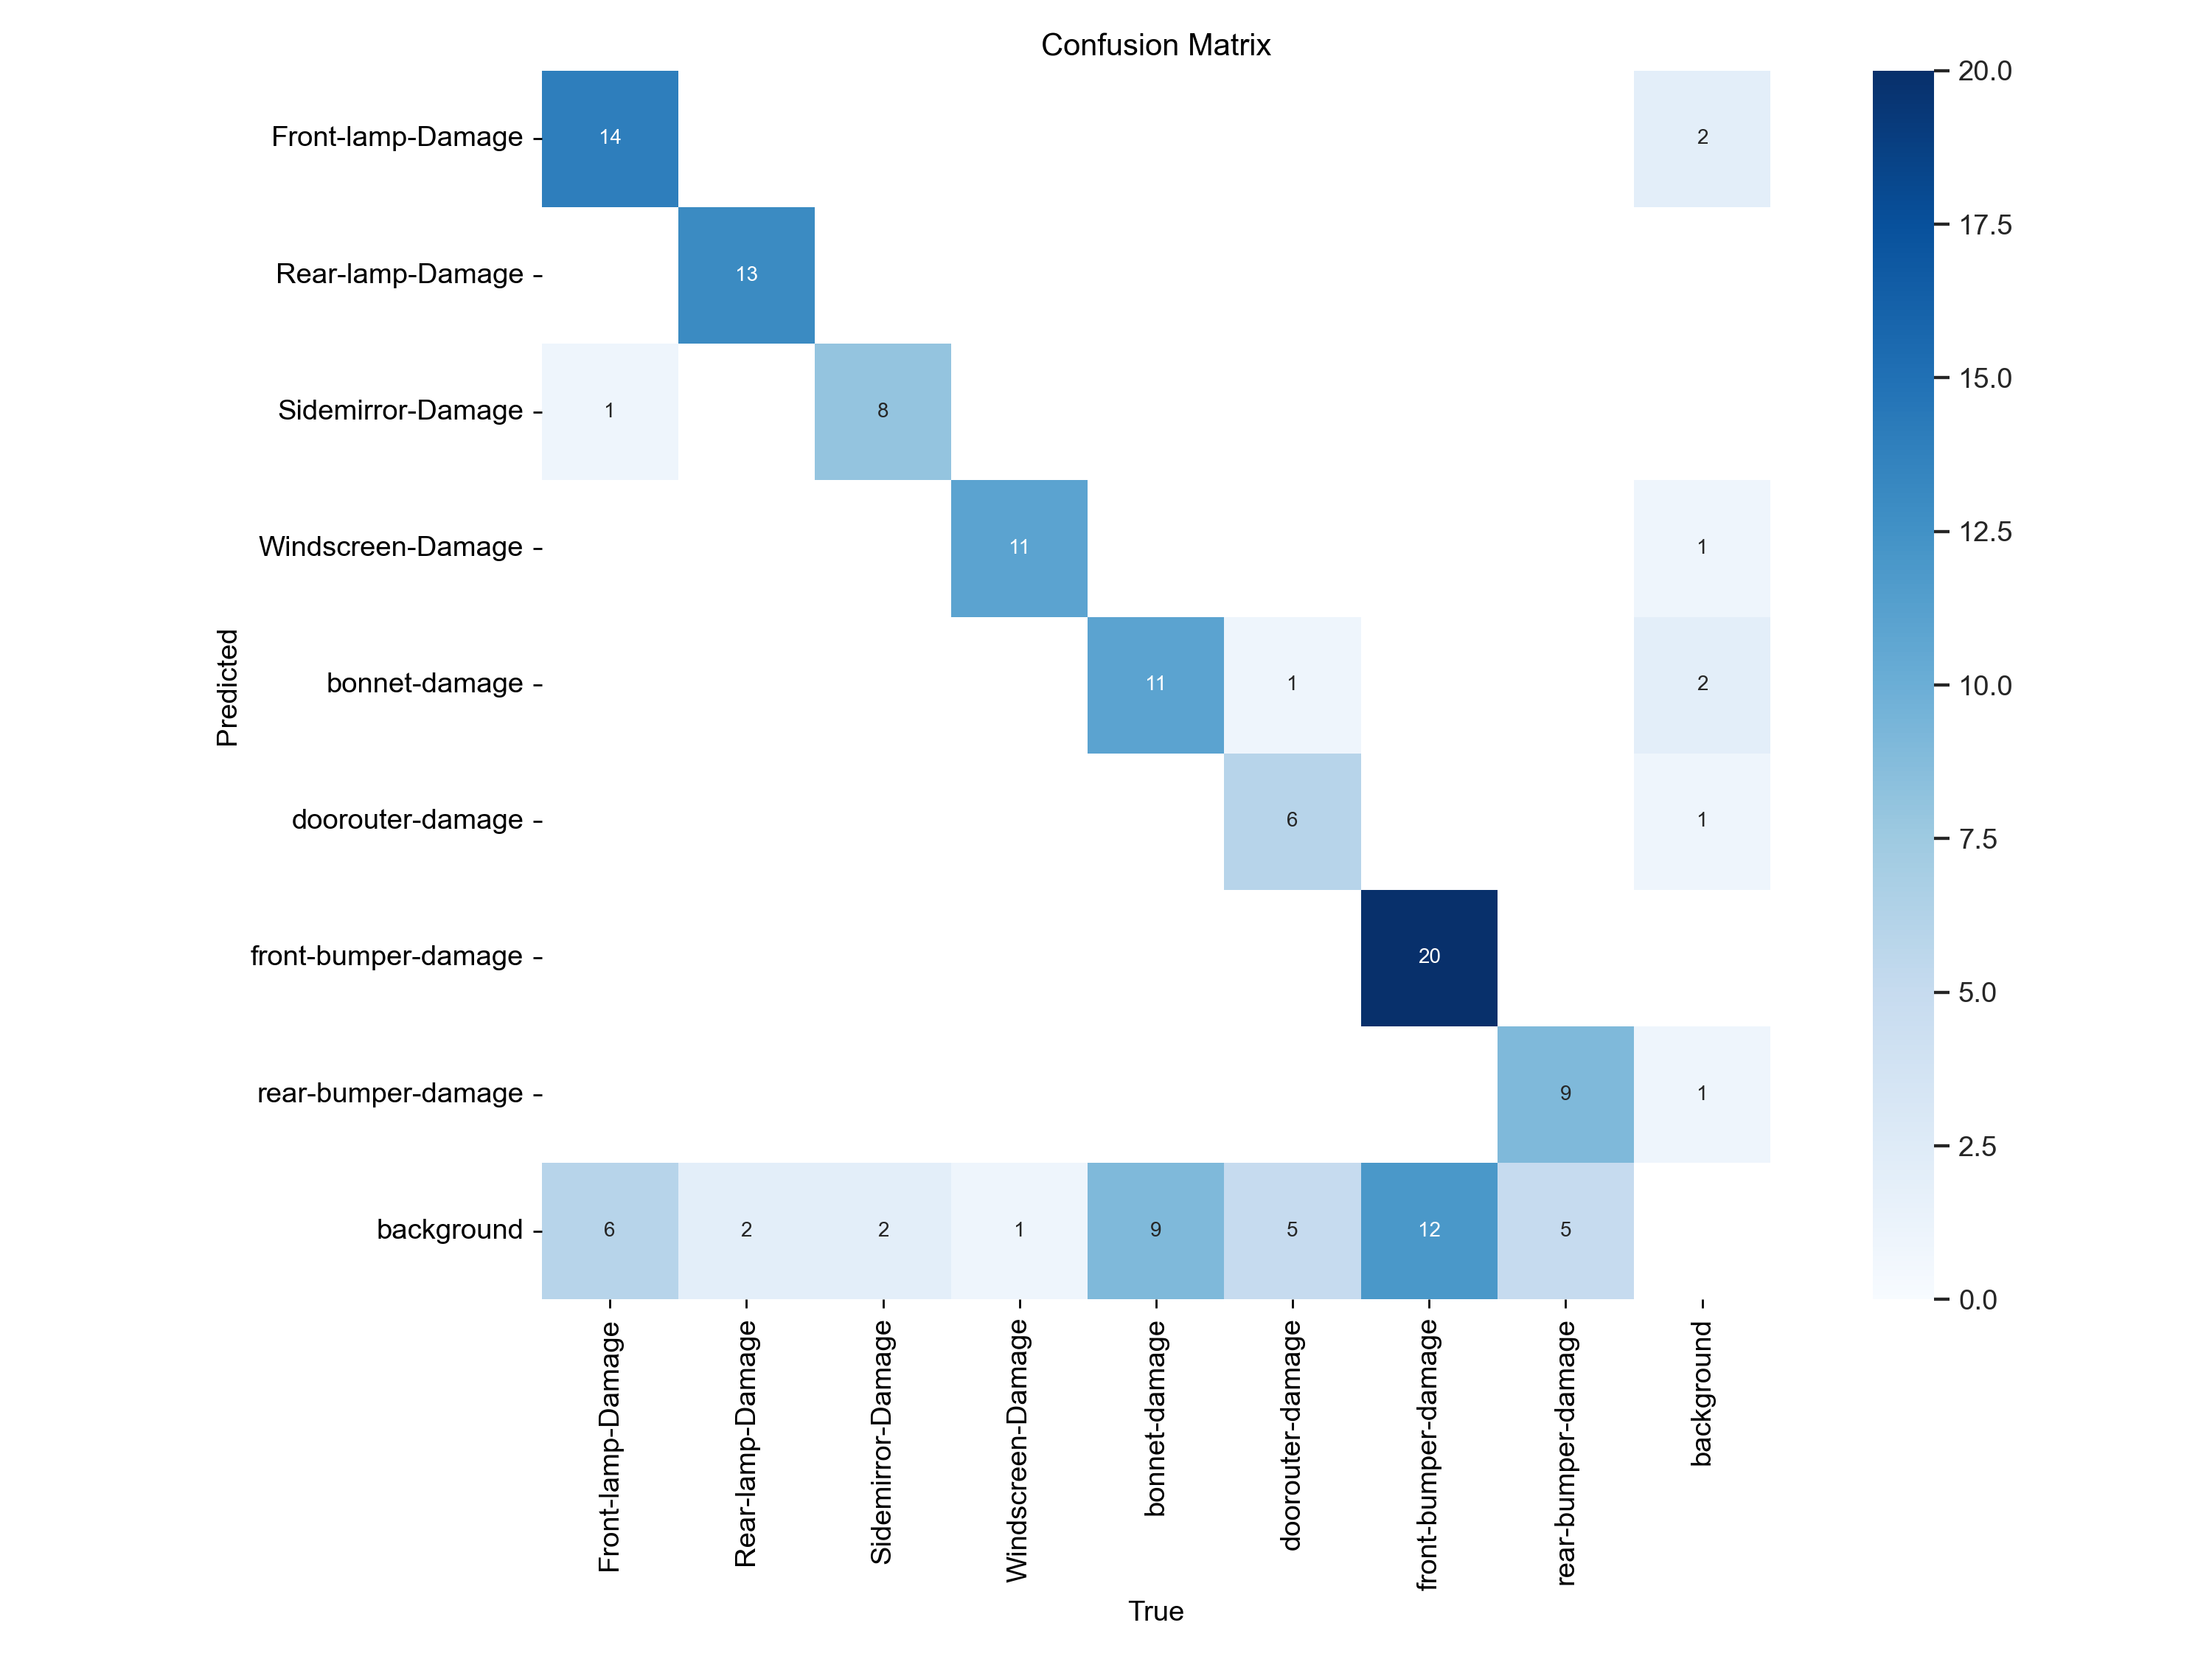 Confusion Matrix
Predicted
Front-lamp-Damage 14 2
Rear-lamp-Damage 13
Sidemirror-Damage 1 8
Windscreen-Damage 11 1
bonnet-damage 11 1 2
doorouter-damage 6 1
front-bumper-damage 20
rear-bumper-damage 9 1
background 6 2 2 1 9 5 12 5
Front-lamp-Damage
Rear-lamp-Damage
Sidemirror-Damage
Windscreen-Damage
bonnet-damage
doorouter-damage
front-bumper-damage
rear-bumper-damage
background
True
20.0
17.5
15.0
12.5
10.0
7.5
5.0
2.5
0.0